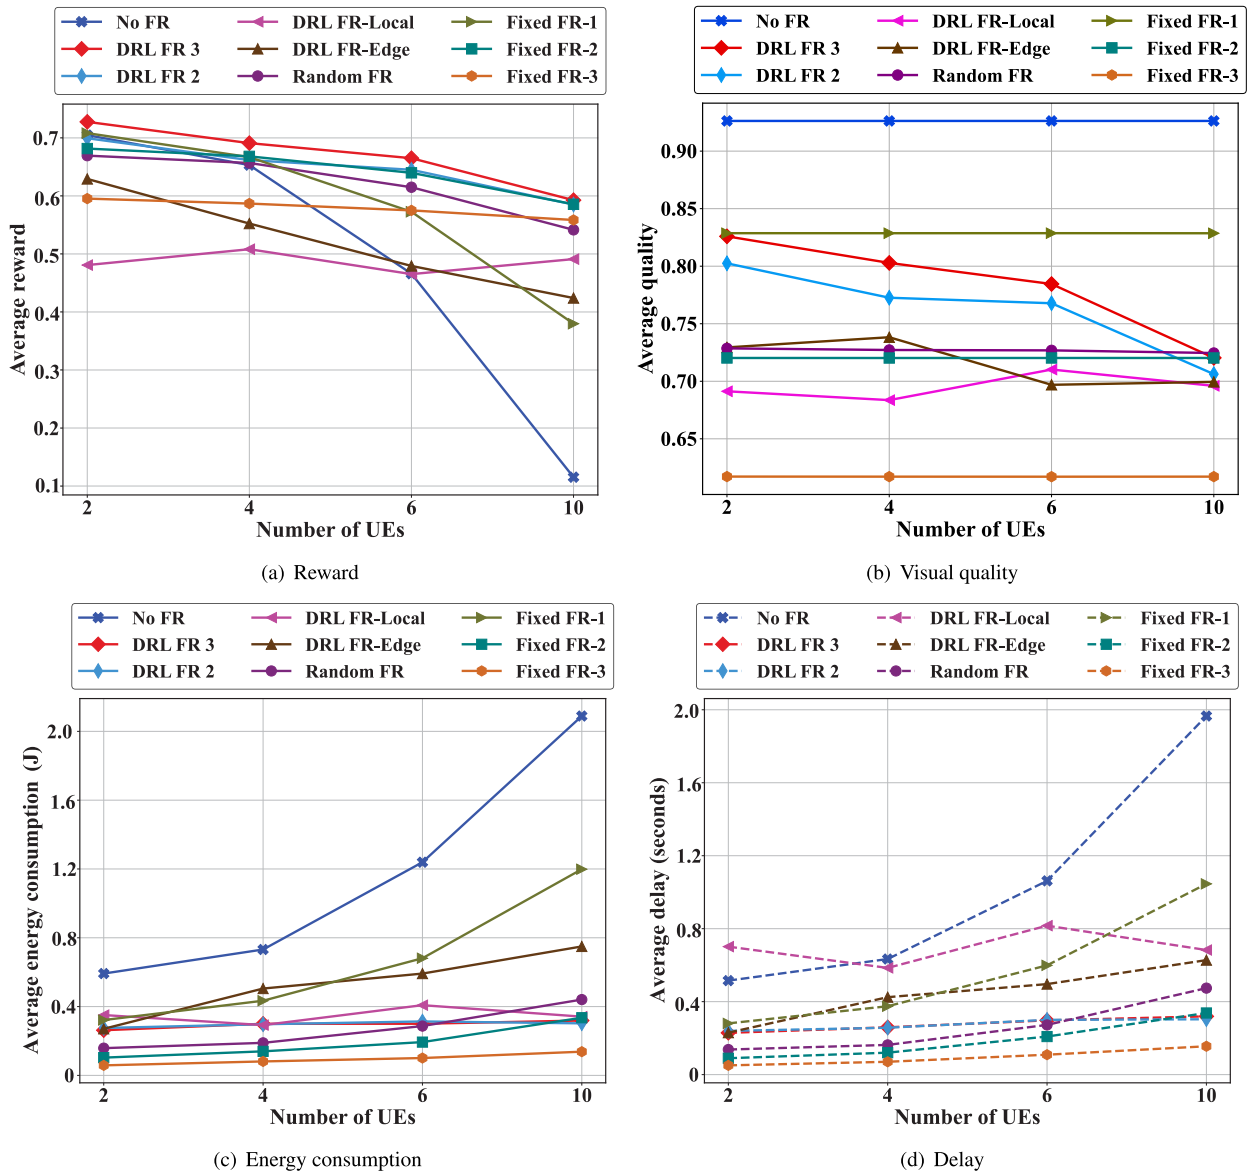 No FR DRL FR-Local Fixed FR-1
DRL FR 3 DRL FR-Edge Fixed FR-2
DRL FR 2 Random FR Fixed FR-3
Average reward
0.7
0.6
0.5
0.4
0.3
0.2
0.1
2 4 6 10
Number of UEs
(a) Reward
No FR DRL FR-Local Fixed FR-1
DRL FR 3 DRL FR-Edge Fixed FR-2
DRL FR 2 Random FR Fixed FR-3
Average quality
0.90
0.85
0.80
0.75
0.70
0.65
2 4 6 10
Number of UEs
(b) Visual quality
No FR DRL FR-Local Fixed FR-1
DRL FR 3 DRL FR-Edge Fixed FR-2
DRL FR 2 Random FR Fixed FR-3
Average energy consumption (J)
2.0
1.6
1.2
0.8
0.4
0
2 4 6 10
Number of UEs
(c) Energy consumption
No FR DRL FR-Local Fixed FR-1
DRL FR 3 DRL FR-Edge Fixed FR-2
DRL FR 2 Random FR Fixed FR-3
Average delay (seconds)
2.0
1.6
1.2
0.8
0.4
0
2 4 6 10
Number of UEs
(d) Delay